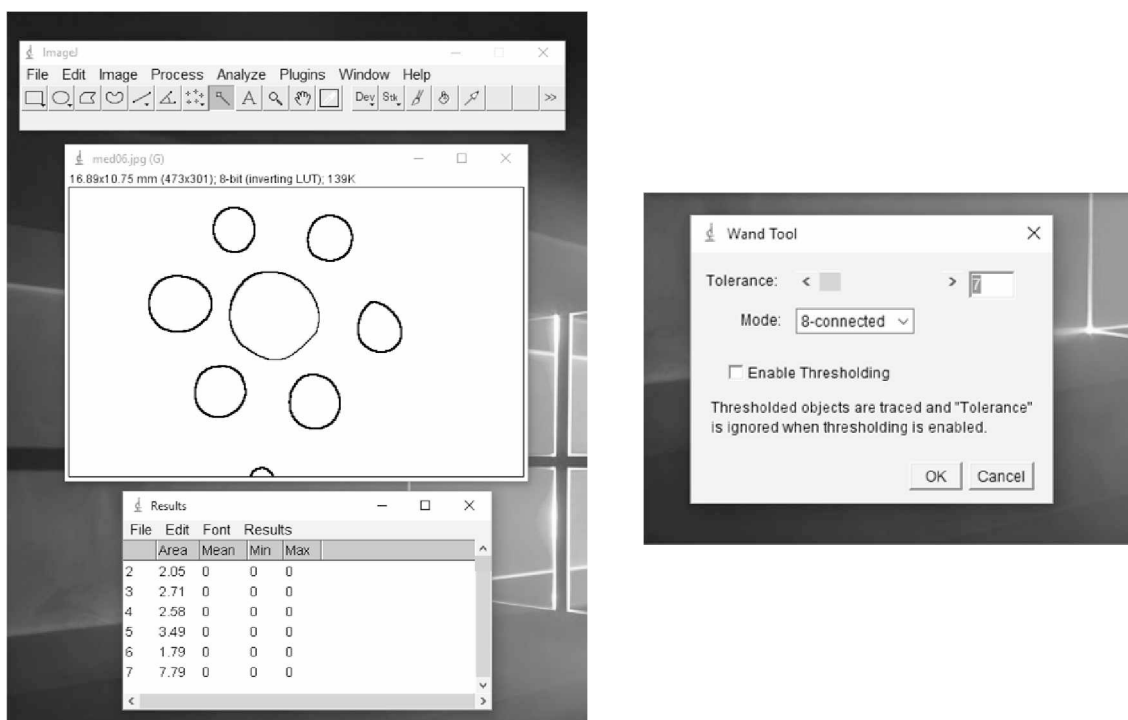 ImageJ
File Edit Image Process Analyze Plugins Window Help
A Dev Stk >>
med06.jpg (G)
16.89x10.75 mm (473x301); 8-bit (inverting LUT); 139K
Results
File Edit Font Results
Area Mean Min Max
2 2.05 0 0 0
3 2.71 0 0 0
4 2.58 0 0 0
5 3.49 0 0 0
6 1.79 0 0 0
7 7.79 0 0 0
Wand Tool
Tolerance: 7
Mode: 8-connected
Enable Thresholding
Thresholded objects are traced and "Tolerance"
is ignored when thresholding is enabled.
OK Cancel